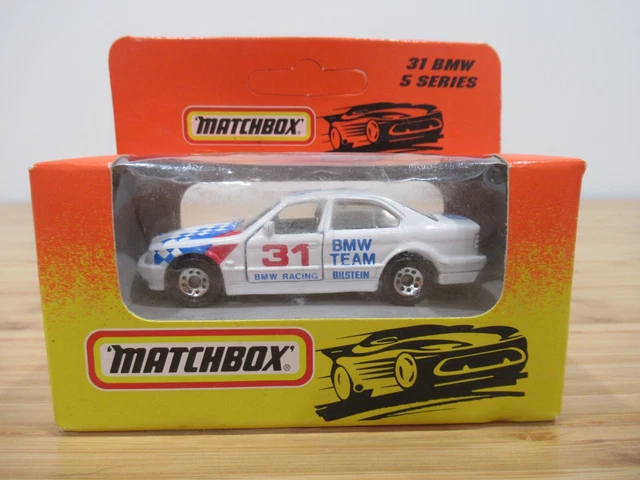 31 BMW
5 SERIES
MATCHBOX
31
BMW
TEAM
BMW RACING
BILSTEIN
MATCHBOX®